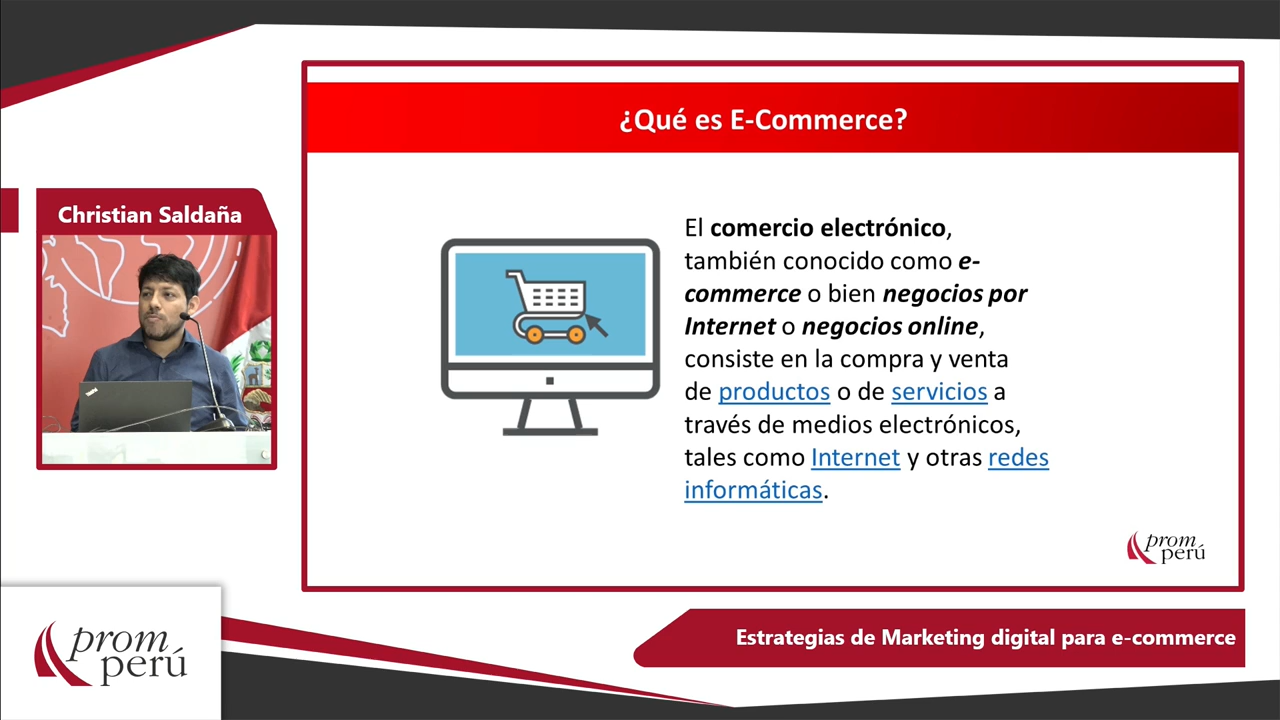 ¿Qué es E-Commerce?
Christian Saldaña
El comercio electrónico,
también conocido como e-
commerce o bien negocios por
Internet o negocios online,
consiste en la compra y venta
de productos o de servicios a
través de medios electrónicos,
tales como Internet y otras redes
informáticas.
prom
perú
Estrategias de Marketing digital para e-commerce
prom
perú